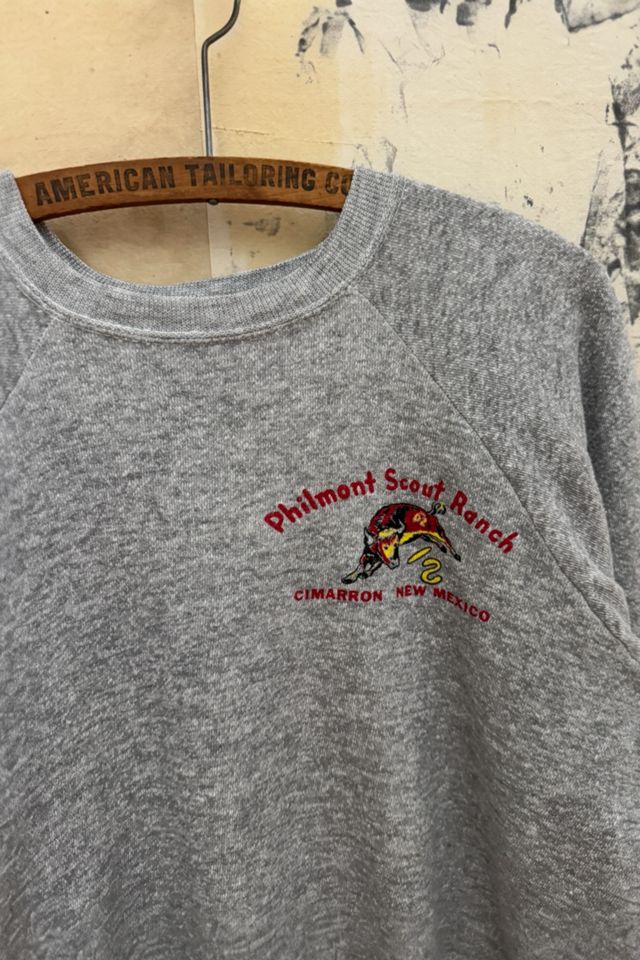 AMERICAN TAILORING CO
Philmont Scout Ranch
CIMARRON NEW MEXICO